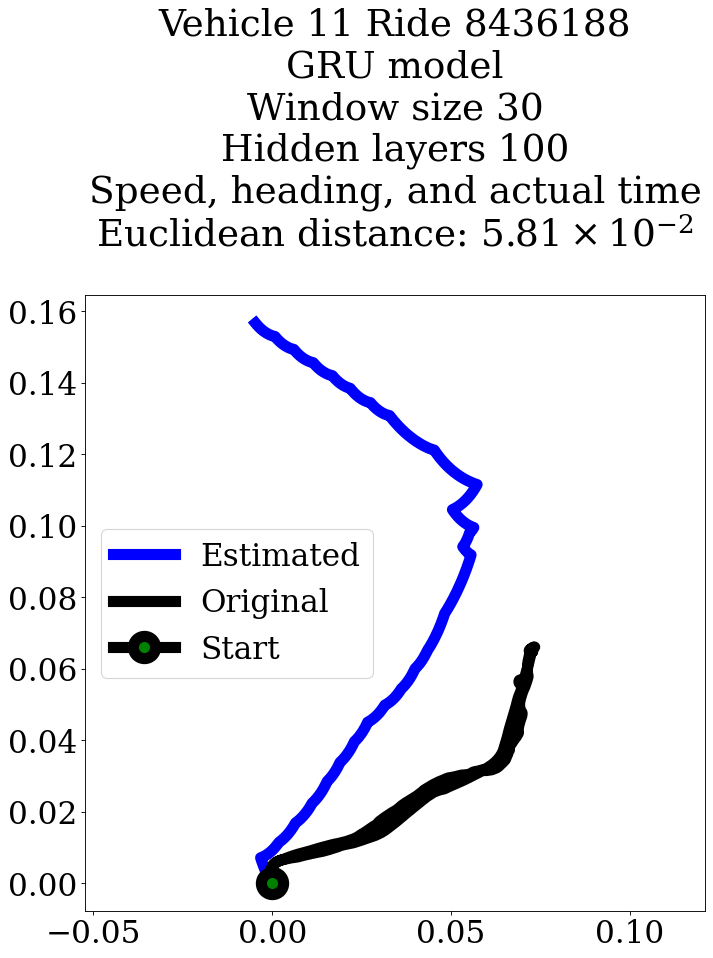 Vehicle 11 Ride 8436188
GRU model
Window size 30
Hidden layers 100
Speed, heading, and actual time
Euclidean distance: 5.81 × 10⁻²
0.16
0.14
0.12
0.10
0.08
0.06
0.04
0.02
0.00
Estimated
Original
Start
−0.05 0.00 0.05 0.10